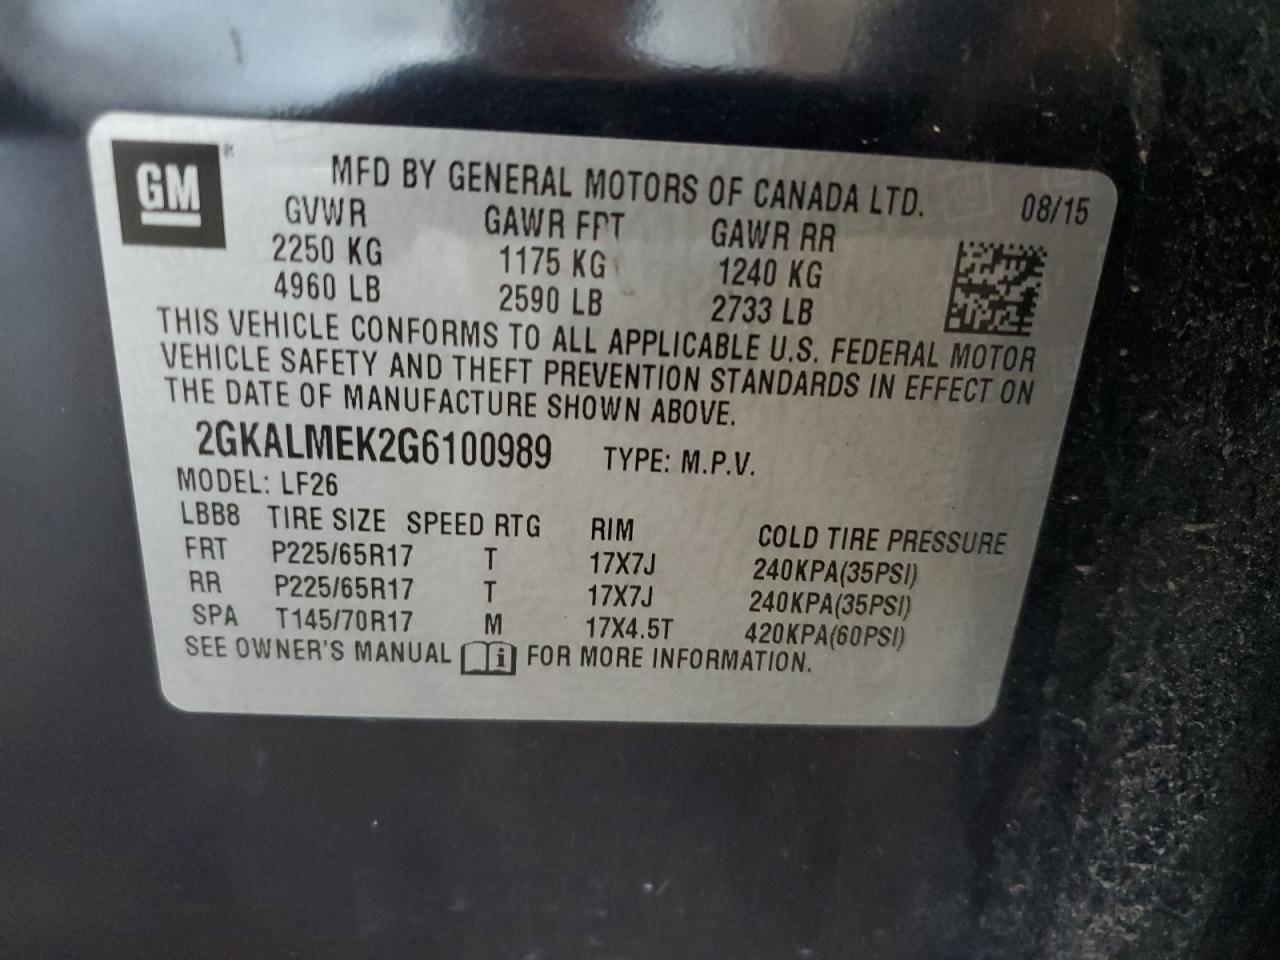 GM ®
MFD BY GENERAL MOTORS OF CANADA LTD. 08/15
GVWR GAWR FRT GAWR RR
2250 KG 1175 KG 1240 KG
4960 LB 2590 LB 2733 LB
THIS VEHICLE CONFORMS TO ALL APPLICABLE U.S. FEDERAL MOTOR
VEHICLE SAFETY AND THEFT PREVENTION STANDARDS IN EFFECT ON
THE DATE OF MANUFACTURE SHOWN ABOVE.
2GKALMEK2G6100989 TYPE: M.P.V.
MODEL: LF26
LBB8 TIRE SIZE SPEED RTG RIM COLD TIRE PRESSURE
FRT P225/65R17 T 17X7J 240KPA(35PSI)
RR P225/65R17 T 17X7J 240KPA(35PSI)
SPA T145/70R17 M 17X4.5T 420KPA(60PSI)
SEE OWNER'S MANUAL i FOR MORE INFORMATION.